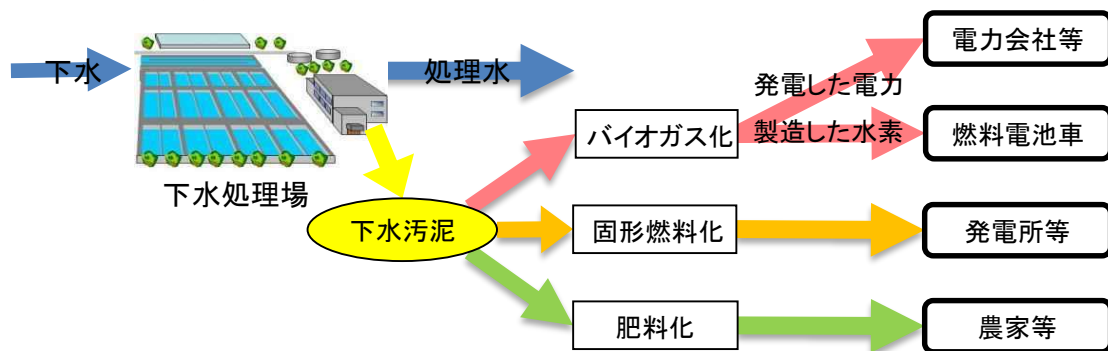 下水
処理水
下水処理場
下水汚泥
バイオガス化
発電した電力
製造した水素
電力会社等
燃料電池車
固形燃料化
発電所等
肥料化
農家等